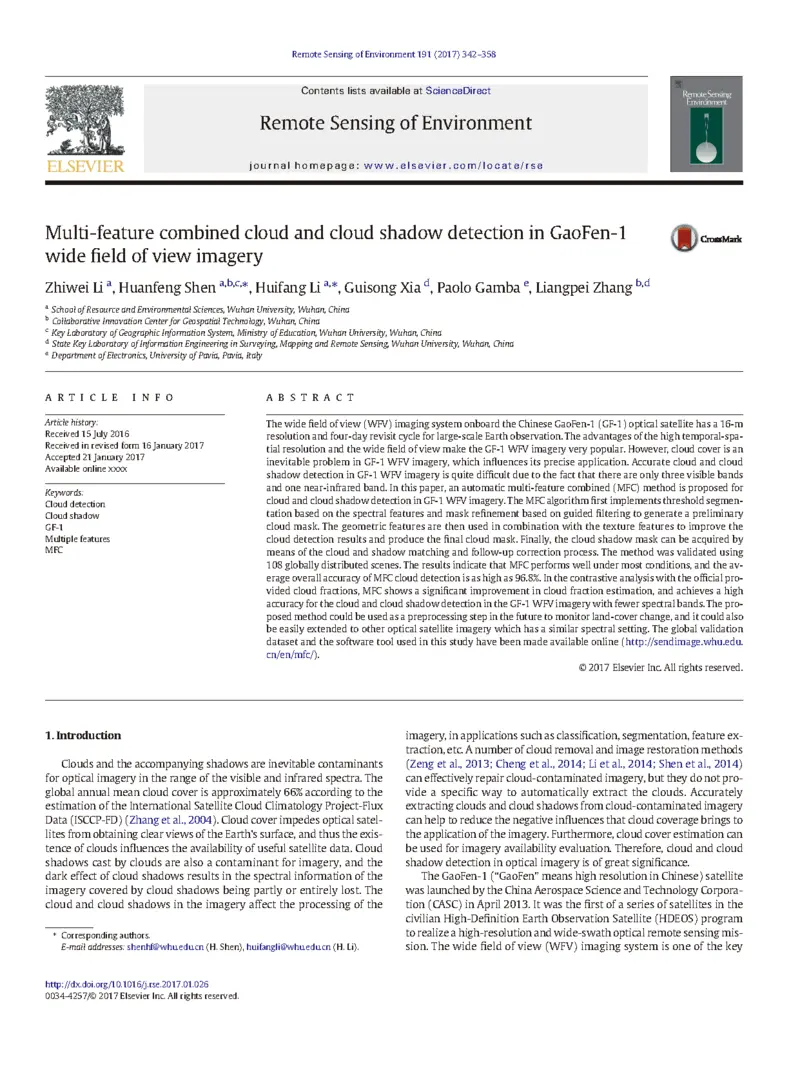 Remote Sensing of Environment 191 (2017) 342–358
Contents lists available at ScienceDirect
Remote Sensing of Environment
journal homepage: www.elsevier.com/locate/rse
ELSEVIER
Remote Sensing
Environment
Multi-feature combined cloud and cloud shadow detection in GaoFen-1
wide field of view imagery
CrossMark
Zhiwei Li a, Huanfeng Shen a,b,c,*, Huifang Li a,*, Guisong Xia d, Paolo Gamba e, Liangpei Zhang b,d
a School of Resource and Environmental Sciences, Wuhan University, Wuhan, China
b Collaborative Innovation Center for Geospatial Technology, Wuhan, China
c Key Laboratory of Geographic Information System, Ministry of Education, Wuhan University, Wuhan, China
d State Key Laboratory of Information Engineering in Surveying, Mapping and Remote Sensing, Wuhan University, Wuhan, China
e Department of Electronics, University of Pavia, Pavia, Italy
ARTICLE INFO
Article history:
Received 15 July 2016
Received in revised form 16 January 2017
Accepted 21 January 2017
Available online xxxx
Keywords:
Cloud detection
Cloud shadow
GF-1
Multiple features
MFC
ABSTRACT
The wide field of view (WFV) imaging system onboard the Chinese GaoFen-1 (GF-1) optical satellite has a 16-m
resolution and four-day revisit cycle for large-scale Earth observation. The advantages of the high temporal-spa-
tial resolution and the wide field of view make the GF-1 WFV imagery very popular. However, cloud cover is an
inevitable problem in GF-1 WFV imagery, which influences its precise application. Accurate cloud and cloud
shadow detection in GF-1 WFV imagery is quite difficult due to the fact that there are only three visible bands
and one near-infrared band. In this paper, an automatic multi-feature combined (MFC) method is proposed for
cloud and cloud shadow detection in GF-1 WFV imagery. The MFC algorithm first implements threshold segmen-
tation based on the spectral features and mask refinement based on guided filtering to generate a preliminary
cloud mask. The geometric features are then used in combination with the texture features to improve the
cloud detection results and produce the final cloud mask. Finally, the cloud shadow mask can be acquired by
means of the cloud and shadow matching and follow-up correction process. The method was validated using
108 globally distributed scenes. The results indicate that MFC performs well under most conditions, and the av-
erage overall accuracy of MFC cloud detection is as high as 96.8%. In the contrastive analysis with the official pro-
vided cloud fractions, MFC shows a significant improvement in cloud fraction estimation, and achieves a high
accuracy for the cloud and cloud shadow detection in the GF-1 WFV imagery with fewer spectral bands. The pro-
posed method could be used as a preprocessing step in the future to monitor land-cover change, and it could also
be easily extended to other optical satellite imagery which has a similar spectral setting. The global validation
dataset and the software tool used in this study have been made available online (http://sendimage.whu.edu.
cn/en/mfc/).
© 2017 Elsevier Inc. All rights reserved.
1. Introduction
Clouds and the accompanying shadows are inevitable contaminants
for optical imagery in the range of the visible and infrared spectra. The
global annual mean cloud cover is approximately 66% according to the
estimation of the International Satellite Cloud Climatology Project-Flux
Data (ISCCP-FD) (Zhang et al., 2004). Cloud cover impedes optical satel-
lites from obtaining clear views of the Earth's surface, and thus the exis-
tence of clouds influences the availability of useful satellite data. Cloud
shadows cast by clouds are also a contaminant for imagery, and the
dark effect of cloud shadows results in the spectral information of the
imagery covered by cloud shadows being partly or entirely lost. The
cloud and cloud shadows in the imagery affect the processing of the
imagery, in applications such as classification, segmentation, feature ex-
traction, etc. A number of cloud removal and image restoration methods
(Zeng et al., 2013; Cheng et al., 2014; Li et al., 2014; Shen et al., 2014)
can effectively repair cloud-contaminated imagery, but they do not pro-
vide a specific way to automatically extract the clouds. Accurately
extracting clouds and cloud shadows from cloud-contaminated imagery
can help to reduce the negative influences that cloud coverage brings to
the application of the imagery. Furthermore, cloud cover estimation can
be used for imagery availability evaluation. Therefore, cloud and cloud
shadow detection in optical imagery is of great significance.
The GaoFen-1 (“GaoFen” means high resolution in Chinese) satellite
was launched by the China Aerospace Science and Technology Corpora-
tion (CASC) in April 2013. It was the first of a series of satellites in the
civilian High-Definition Earth Observation Satellite (HDEOS) program
to realize a high-resolution and wide-swath optical remote sensing mis-
sion. The wide field of view (WFV) imaging system is one of the key
* Corresponding authors.
E-mail addresses: shenhf@whu.edu.cn (H. Shen), huifangli@whu.edu.cn (H. Li).
http://dx.doi.org/10.1016/j.rse.2017.01.026
0034-4257/© 2017 Elsevier Inc. All rights reserved.